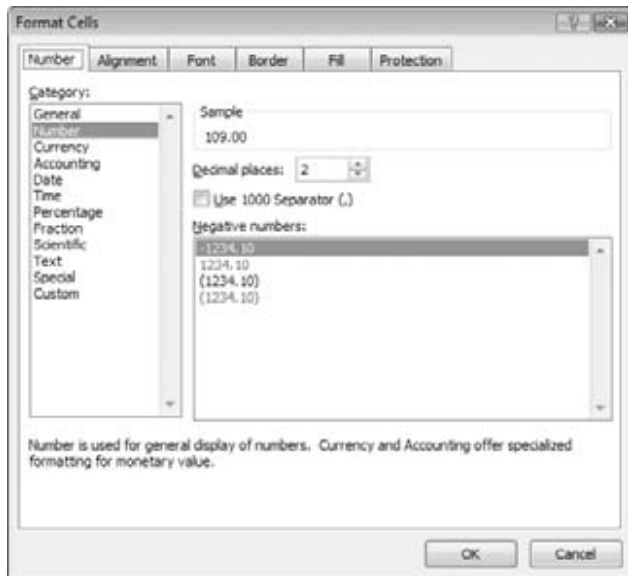 Format Cells
Number Alignment Font Border Fill Protection
Category:
General
Number
Currency
Accounting
Date
Time
Percentage
Fraction
Scientific
Text
Special
Custom
Sample
109.00
Decimal places: 2
Use 1000 Separator (,)
Negative numbers:
-1234.10
1234.10
(1234.10)
(1234.10)
Number is used for general display of numbers. Currency and Accounting offer specialized
formatting for monetary value.
OK Cancel